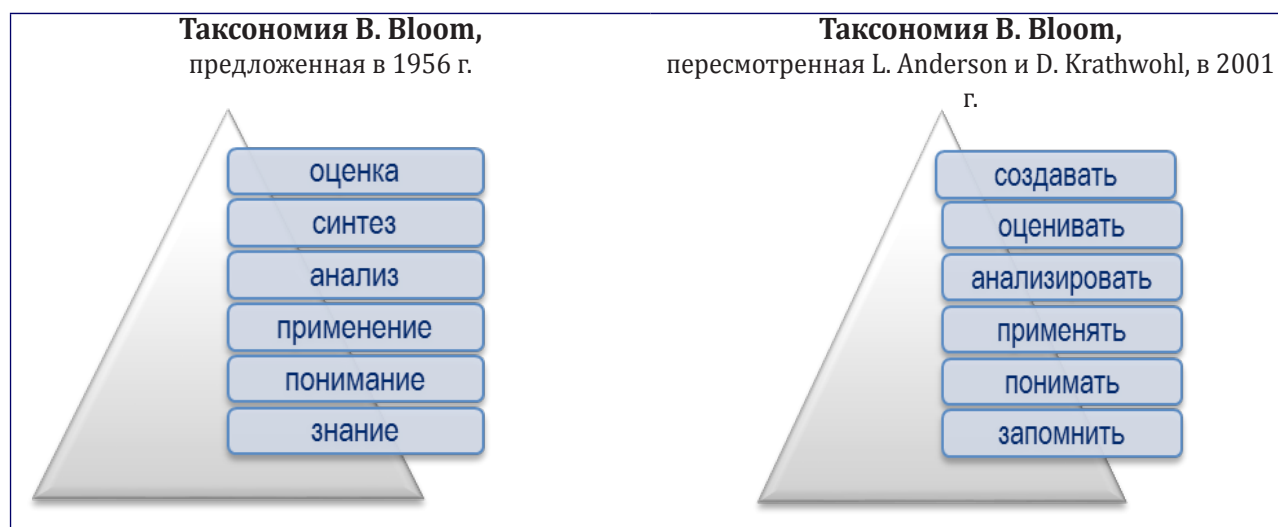 Таксономия B. Bloom,
предложенная в 1956 г.
оценка
синтез
анализ
применение
понимание
знание
Таксономия B. Bloom,
пересмотренная L. Anderson и D. Krathwohl, в 2001
г.
создавать
оценивать
анализировать
применять
понимать
запомнить